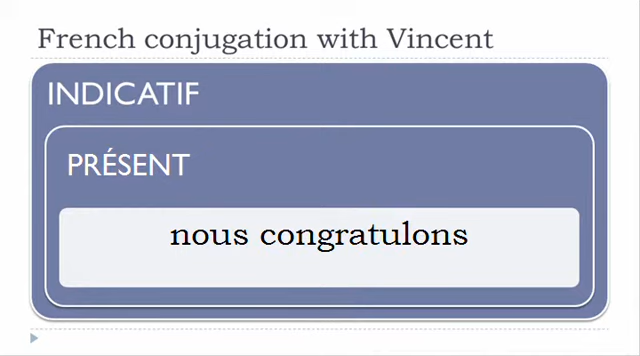 French conjugation with Vincent
INDICATIF
PRÉSENT
nous congratulons